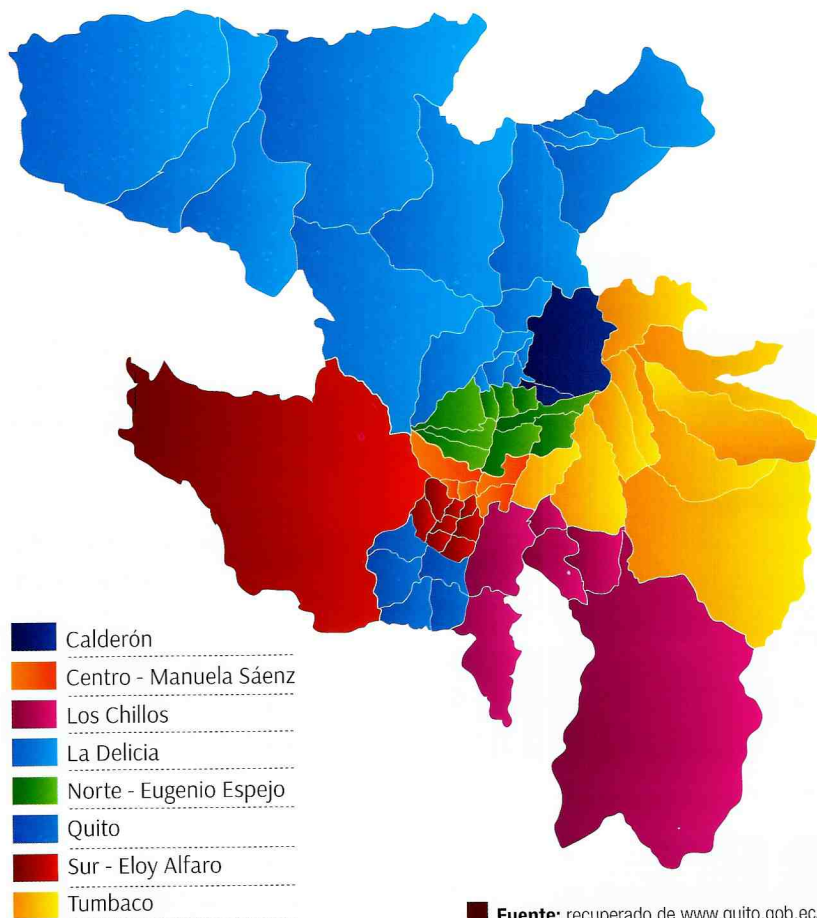 Calderón
Centro - Manuela Sáenz
Los Chillos
La Delicia
Norte - Eugenio Espejo
Quito
Sur - Eloy Alfaro
Tumbaco
Fuente: recuperado de www.quito.gob.ec